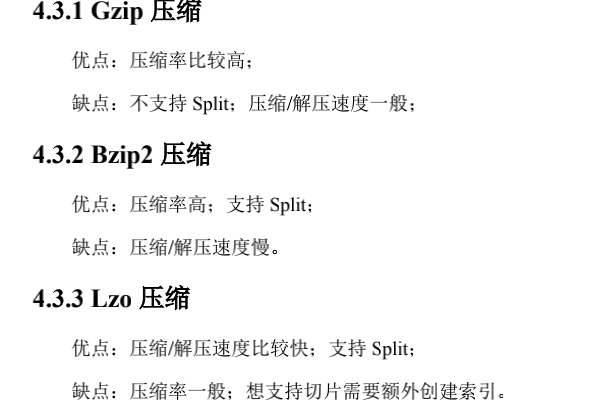 4.3.1 Gzip 压缩
优点：压缩率比较高；
缺点：不支持 Split；压缩/解压速度一般；
4.3.2 Bzip2 压缩
优点：压缩率高；支持 Split；
缺点：压缩/解压速度慢。
4.3.3 Lzo 压缩
优点：压缩/解压速度比较快；支持 Split；
缺点：压缩率一般；想支持切片需要额外创建索引。